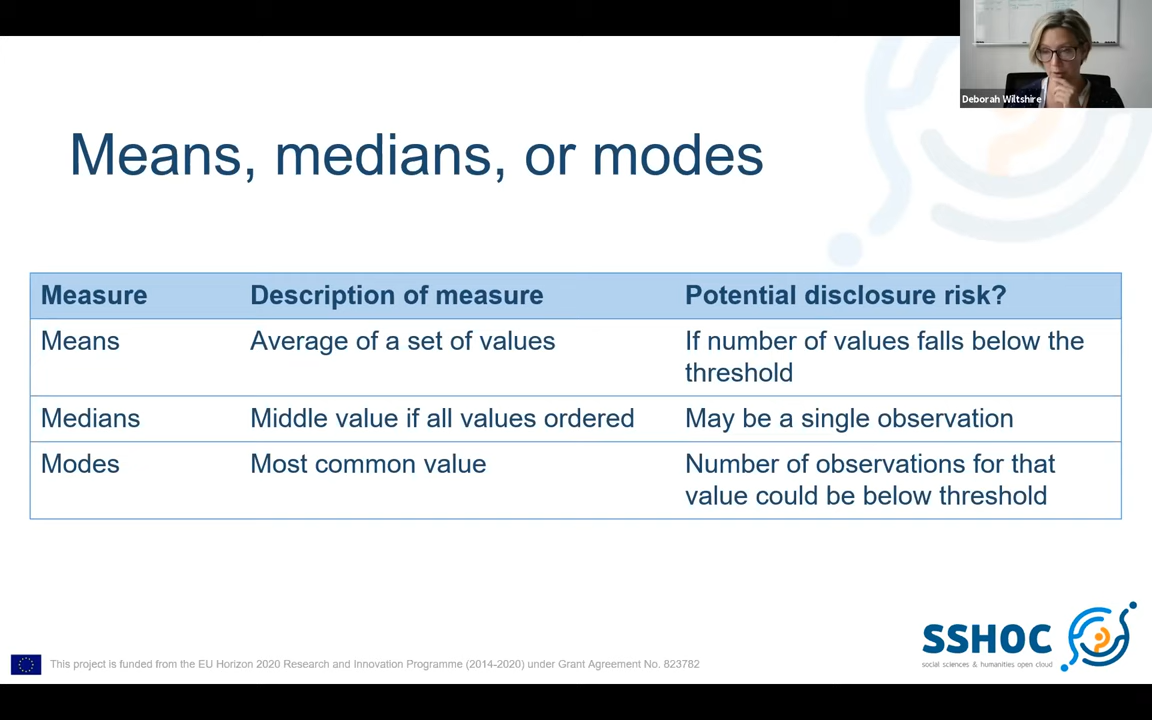 Deborah Wiltshire
Means, medians, or modes
Measure Description of measure Potential disclosure risk?
Means Average of a set of values If number of values falls below the
threshold
Medians Middle value if all values ordered May be a single observation
Modes Most common value Number of observations for that
value could be below threshold
SSHOC
social sciences & humanities open cloud
This project is funded from the EU Horizon 2020 Research and Innovation Programme (2014-2020) under Grant Agreement No. 823782